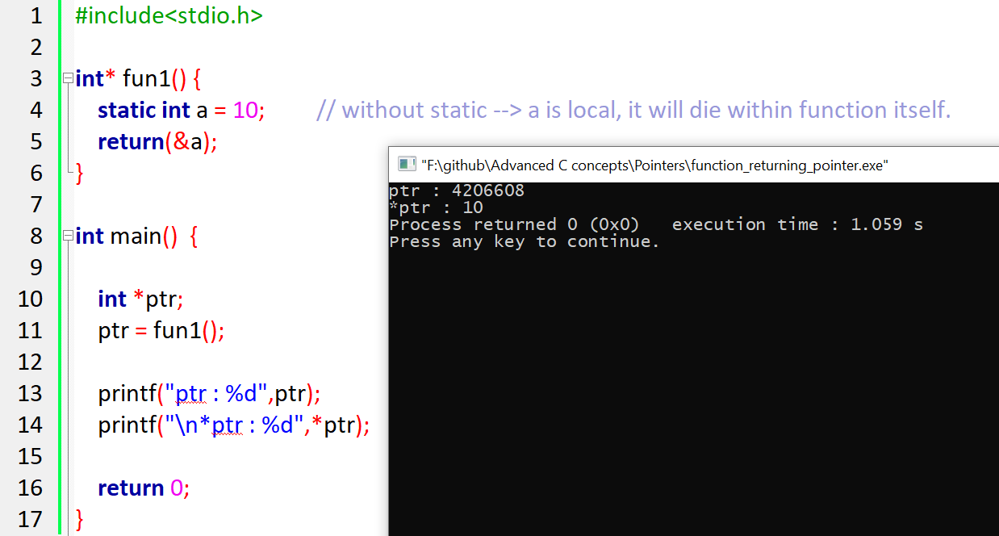 1 #include<stdio.h>
2
3 int* fun1() {
4 static int a = 10; // without static --> a is local, it will die within function itself.
5 return(&a);
6 }
7
8 int main() {
9
10 int *ptr;
11 ptr = fun1();
12
13 printf("ptr : %d",ptr);
14 printf("\n*ptr : %d",*ptr);
15
16 return 0;
17 }
"F:\github\Advanced C concepts\Pointers\function_returning_pointer.exe"
ptr : 4206608
*ptr : 10
Process returned 0 (0x0) execution time : 1.059 s
Press any key to continue.